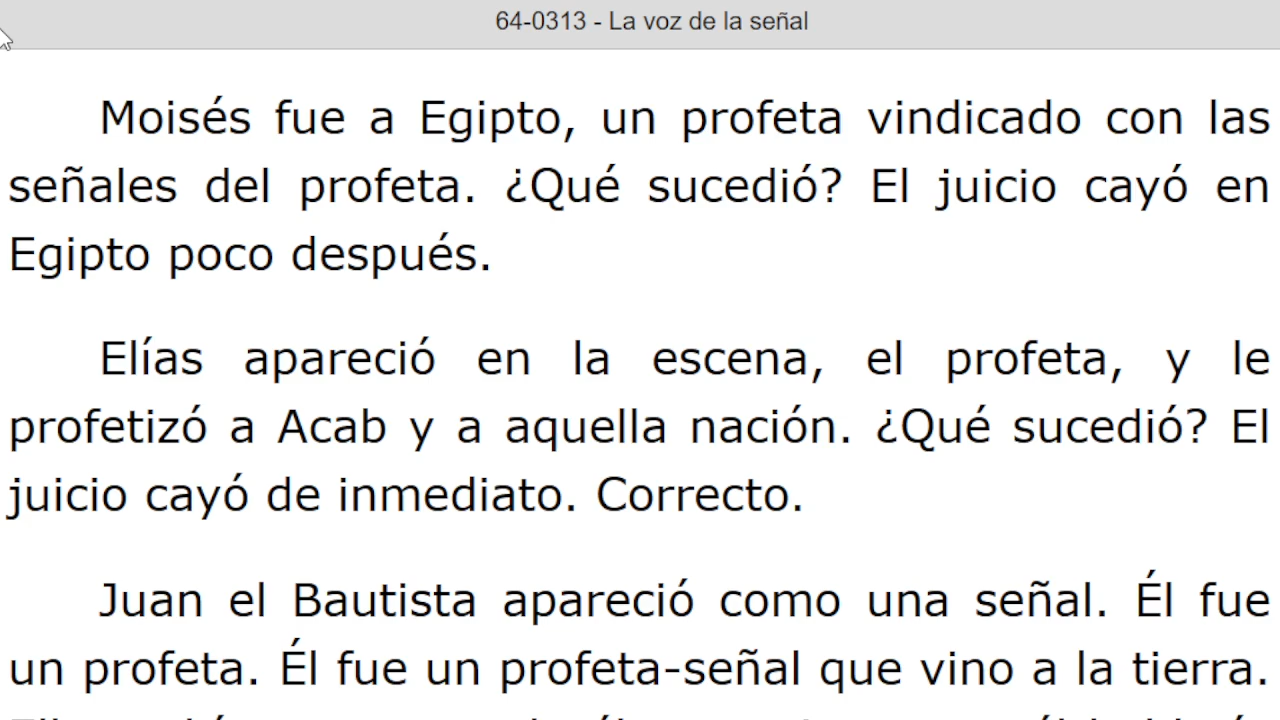 64-0313 - La voz de la señal
Moisés fue a Egipto, un profeta vindicado con las
señales del profeta. ¿Qué sucedió? El juicio cayó en
Egipto poco después.
Elías apareció en la escena, el profeta, y le
profetizó a Acab y a aquella nación. ¿Qué sucedió? El
juicio cayó de inmediato. Correcto.
Juan el Bautista apareció como una señal. Él fue
un profeta. Él fue un profeta-señal que vino a la tierra.